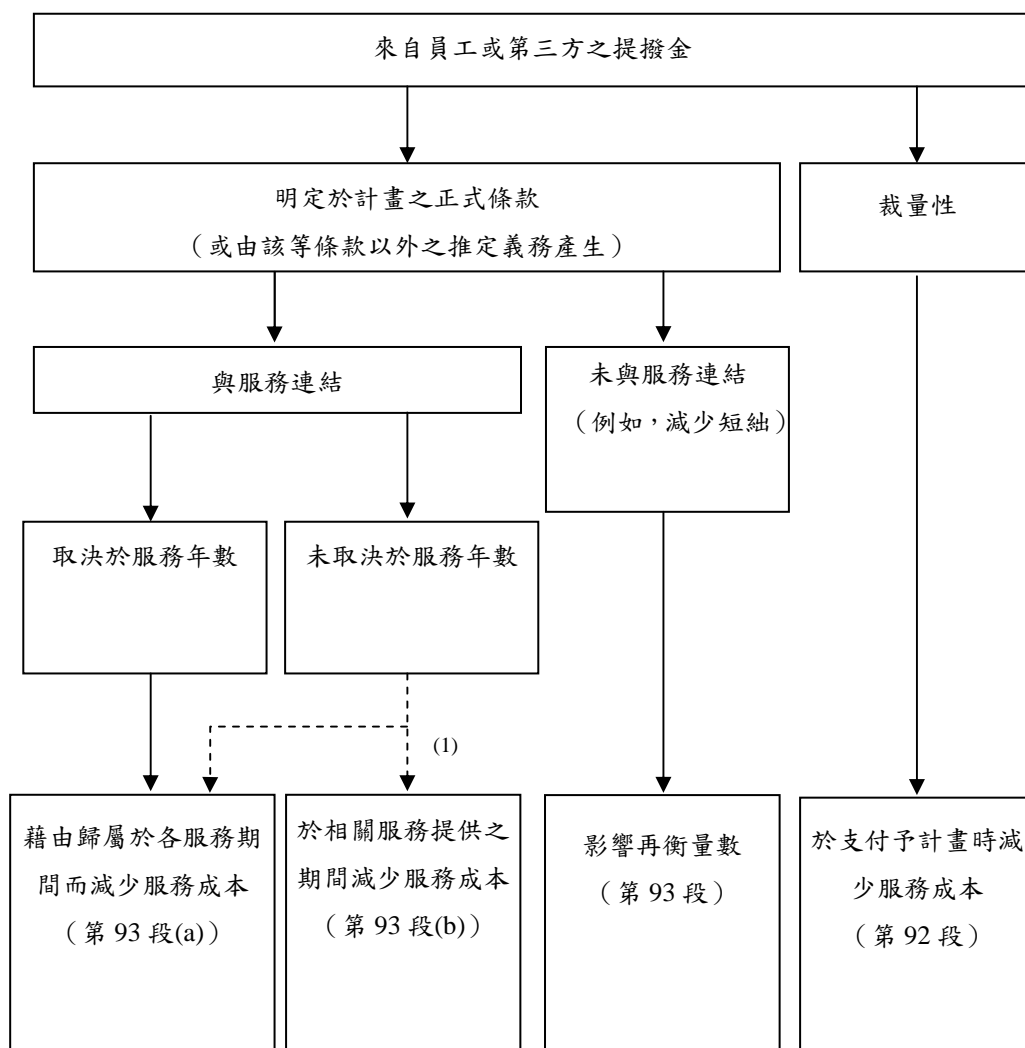 來自員工或第三方之提撥金
明定於計畫之正式條款
（或由該等條款以外之推定義務產生）
裁量性
與服務連結
未與服務連結
（例如，減少短絀）
取決於服務年數
未取決於服務年數
(1)
藉由歸屬於各服務期
間而減少服務成本
（第 93 段(a)）
於相關服務提供之
期間減少服務成本
（第 93 段(b)）
影響再衡量數
（第 93 段）
於支付予計畫時減
少服務成本
（第 92 段）